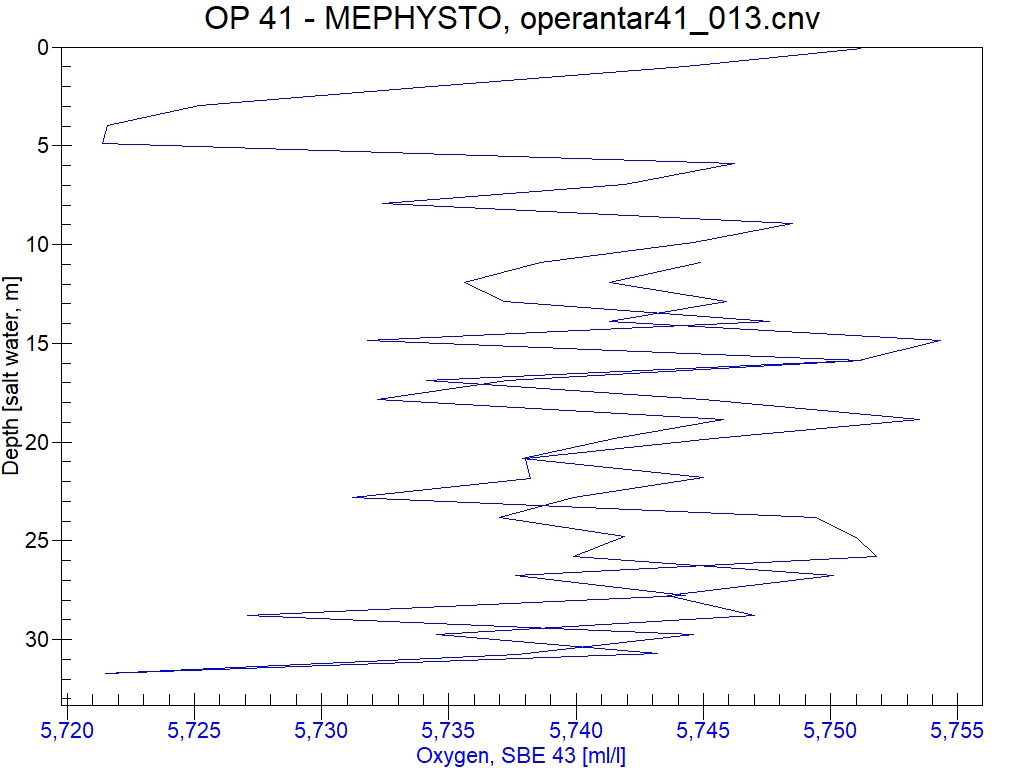 OP 41 - MEPHYSTO, operantar41_013.cnv
0
5
10
15
20
25
30
Depth [salt water, m]
5,720 5,725 5,730 5,735 5,740 5,745 5,750 5,755
Oxygen, SBE 43 [ml/l]